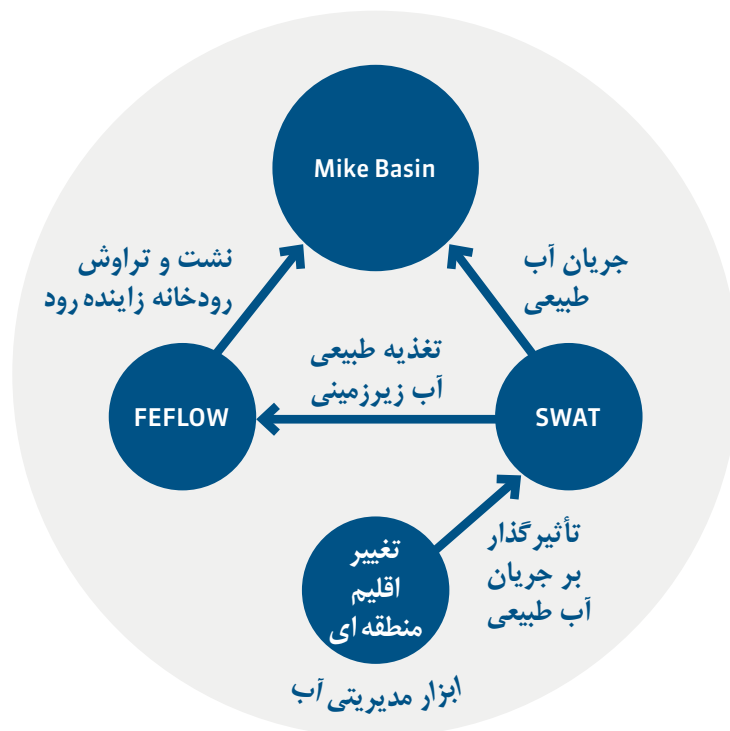 Mike Basin
جریان آب
طبیعی
نشت و تراوش
رودخانه زاینده رود
تغذیه طبیعی
آب زیرزمینی
SWAT
FEFLOW
تأثیرگذار
بر جریان
آب طبیعی
تغییر
اقلیم
منطقه ای
ابزار مدیریتی آب